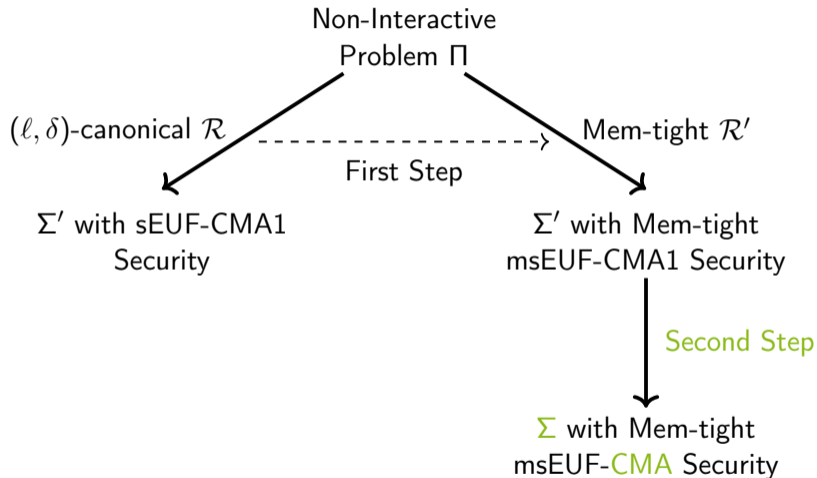 Non-Interactive
Problem Π
(ℓ, δ)-canonical ℛ
Mem-tight ℛ′
First Step
Σ′ with sEUF-CMA1
Security
Σ′ with Mem-tight
msEUF-CMA1 Security
Second Step
Σ with Mem-tight
msEUF-CMA Security